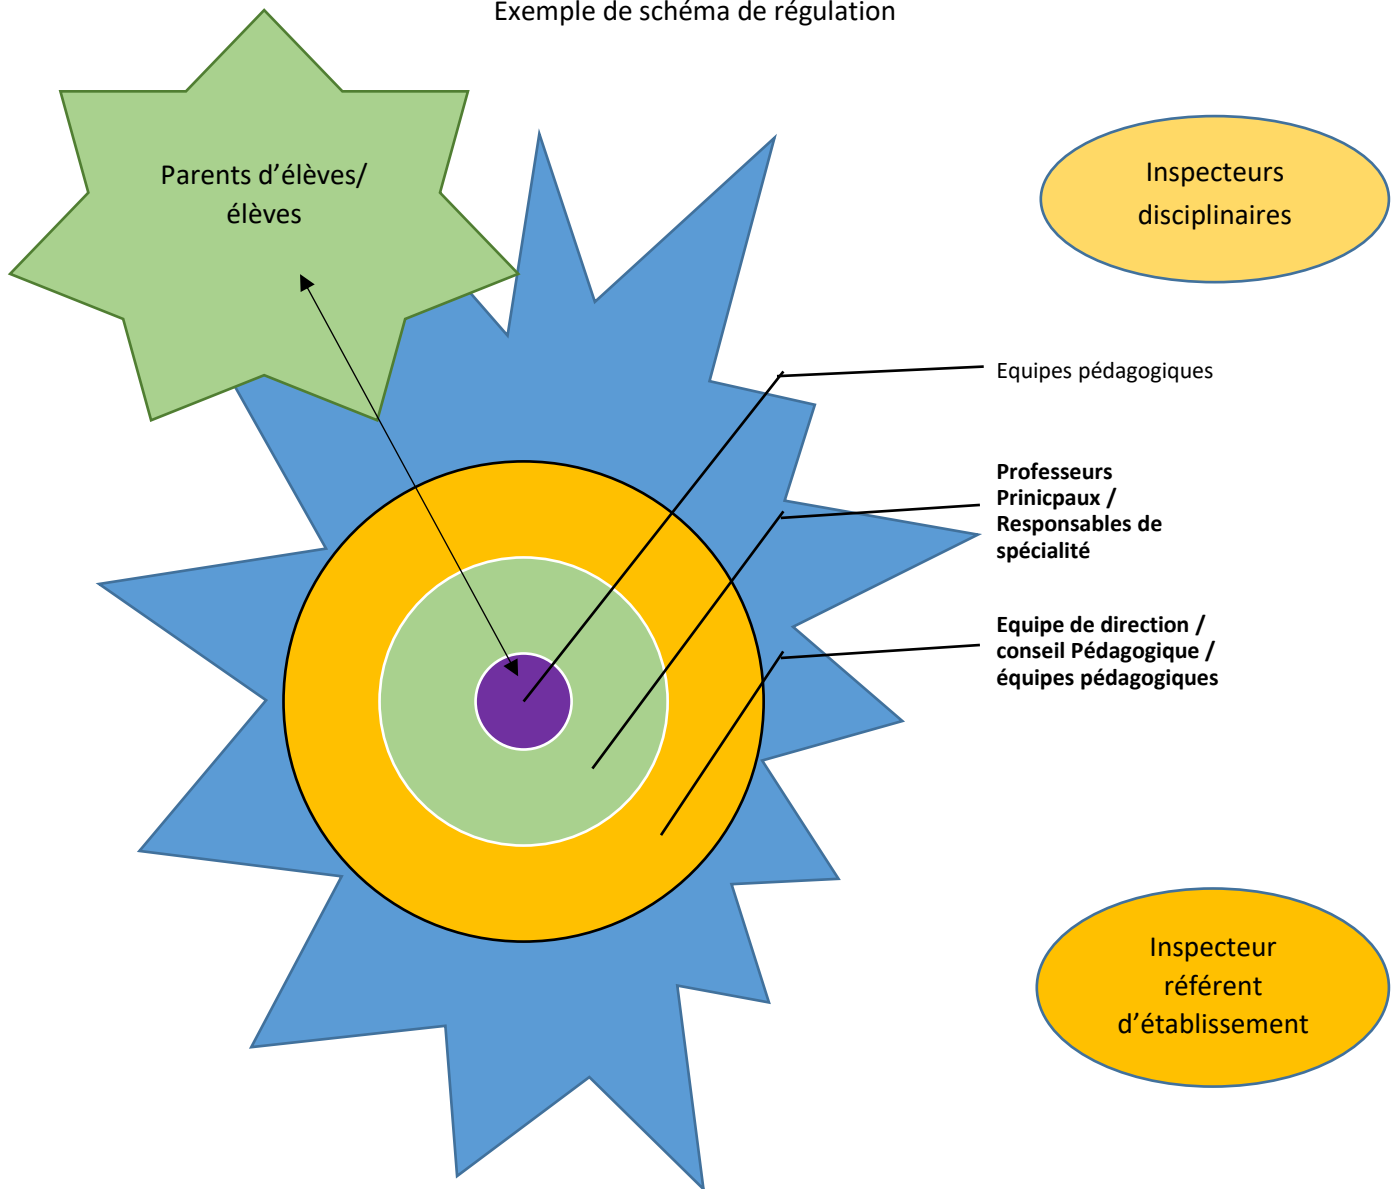 Exemple de schéma de régulation
Parents d’élèves/
élèves
Inspecteurs
disciplinaires
Equipes pédagogiques
Professeurs
Prinicpaux /
Responsables de
spécialité
Equipe de direction /
conseil Pédagogique /
équipes pédagogiques
Inspecteur
référent
d’établissement